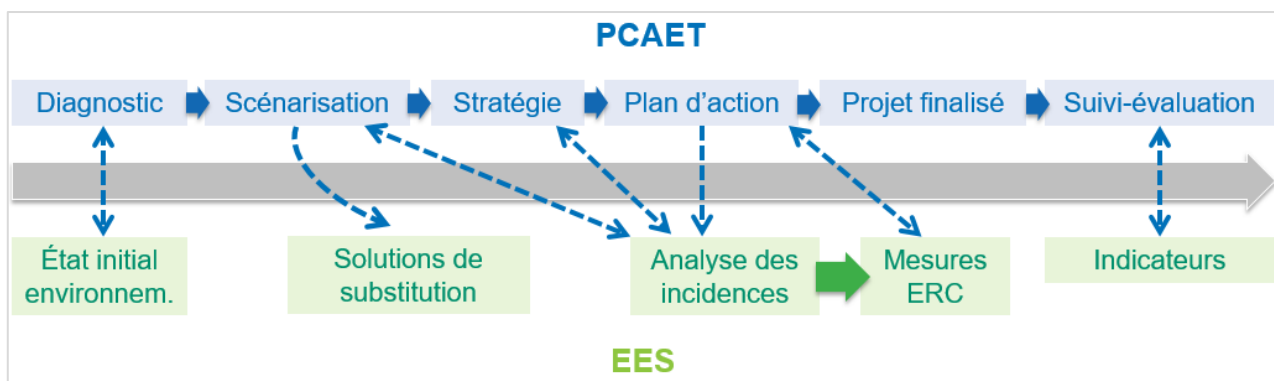 PCAET
Diagnostic
Scénarisation
Stratégie
Plan d'action
Projet finalisé
Suivi-évaluation
État initial
environnem.
Solutions de
substitution
Analyse des
incidences
Mesures
ERC
Indicateurs
EES